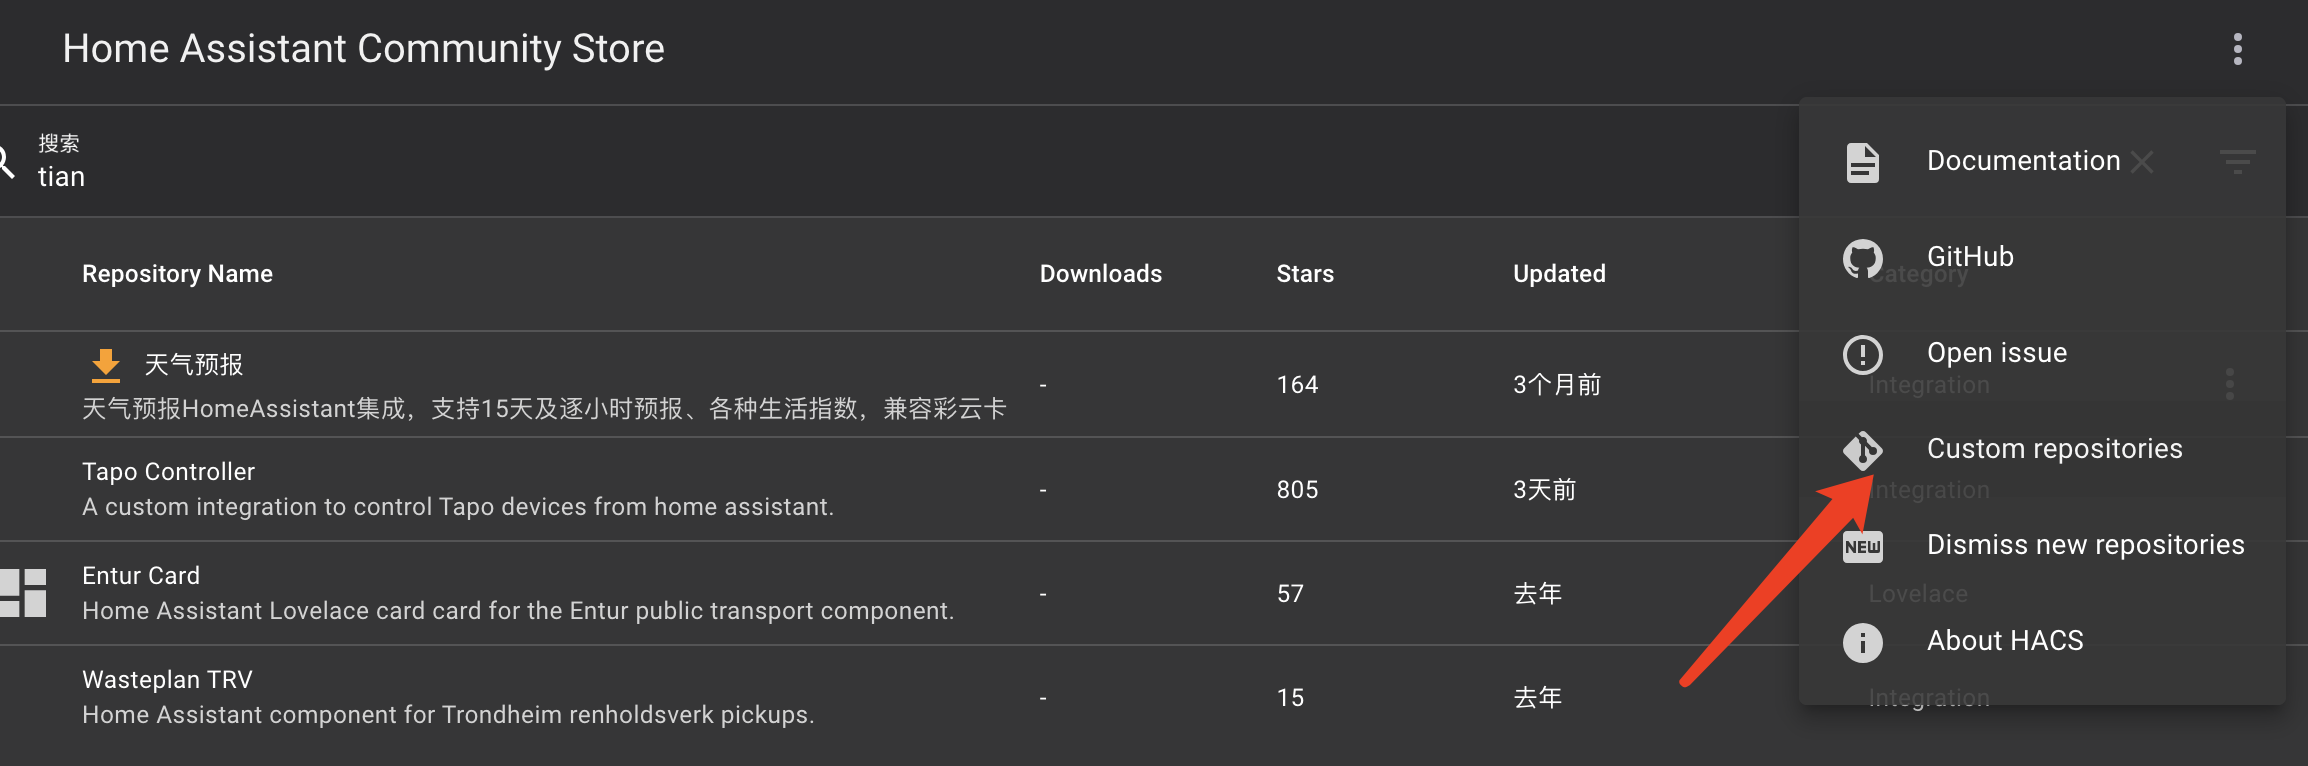 Home Assistant Community Store
搜索
tian
Documentation
GitHub
Open issue
Custom repositories
NEW
Dismiss new repositories
About HACS
Repository Name
Downloads
Stars
Updated
Category
天气预报
天气预报HomeAssistant集成，支持15天及逐小时预报、各种生活指数，兼容彩云卡
-
164
3个月前
Integration
Tapo Controller
A custom integration to control Tapo devices from home assistant.
-
805
3天前
Integration
Entur Card
Home Assistant Lovelace card card for the Entur public transport component.
-
57
去年
Lovelace
Wasteplan TRV
Home Assistant component for Trondheim renholdsverk pickups.
-
15
去年
Integration